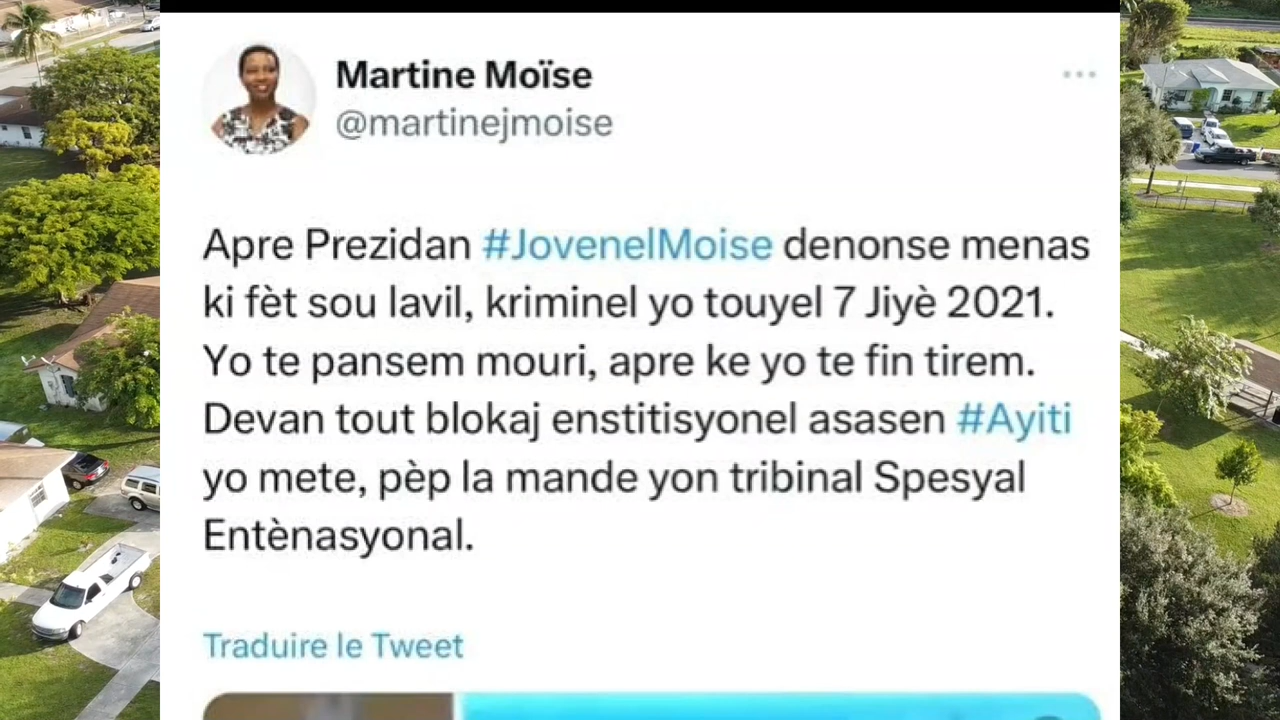 Martine Moïse
@martinejmoise
Apre Prezidan #JovenelMoise denonse menas
ki fèt sou lavil, kriminel yo touyel 7 Jiyè 2021.
Yo te pansem mouri, apre ke yo te fin tirem.
Devan tout blokaj enstitisyonel asasen #Ayiti
yo mete, pèp la mande yon tribinal Spesyal
Entènasyonal.
Traduire le Tweet